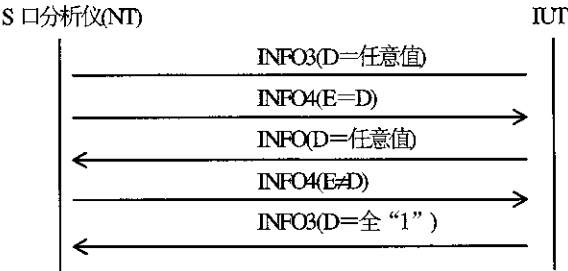 S 口分析仪(NT) IUT
INFO3(D=任意值)
INFO4(E=D)
INFO(D=任意值)
INFO4(E≠D)
INFO3(D=全“1”)